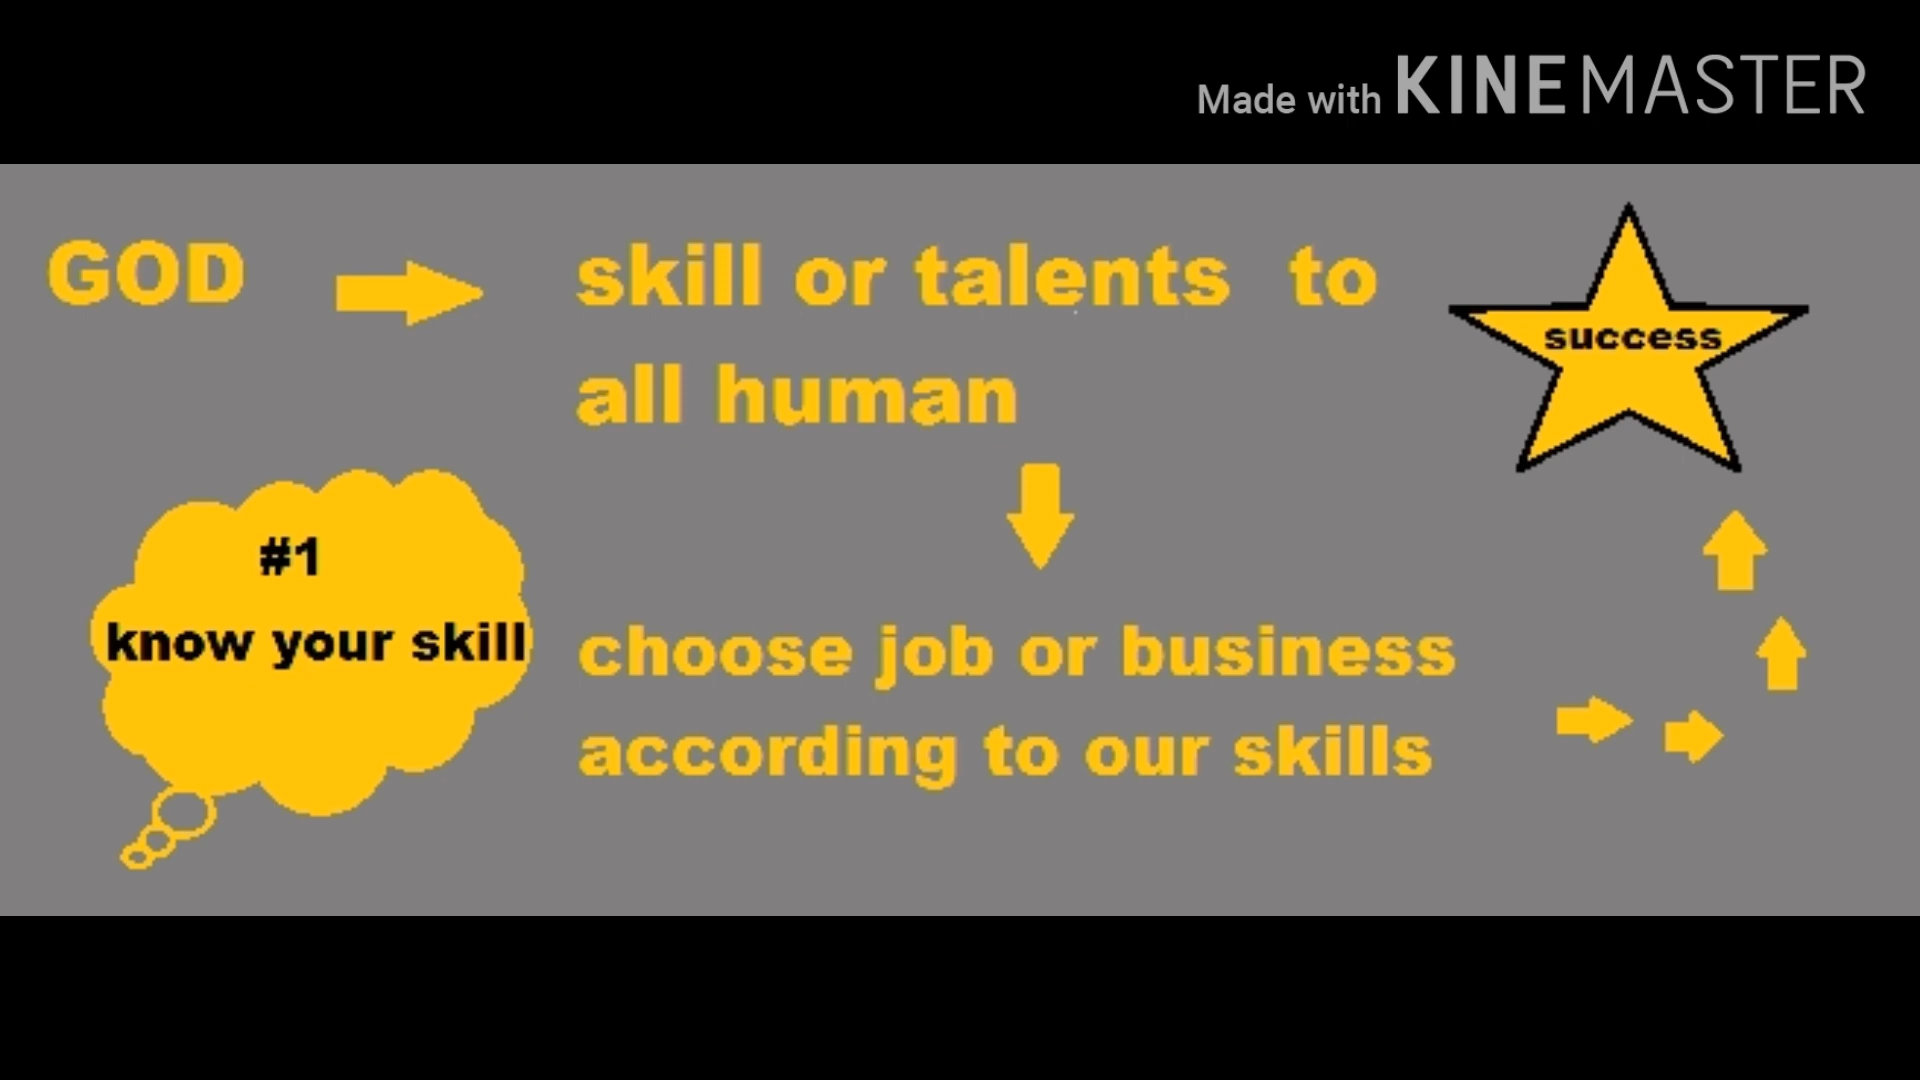 Made with KINEMASTER
GOD
skill or talents to
all human
success
#1
know your skill
choose job or business
according to our skills